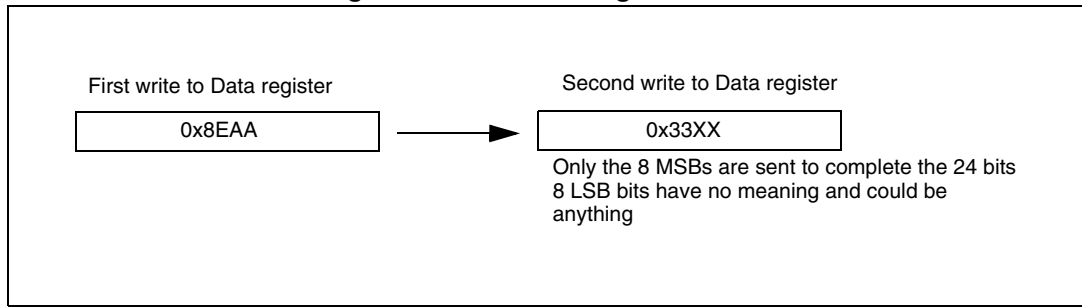 First write to Data register
Second write to Data register
0x8EAA
0x33XX
Only the 8 MSBs are sent to complete the 24 bits
8 LSB bits have no meaning and could be
anything